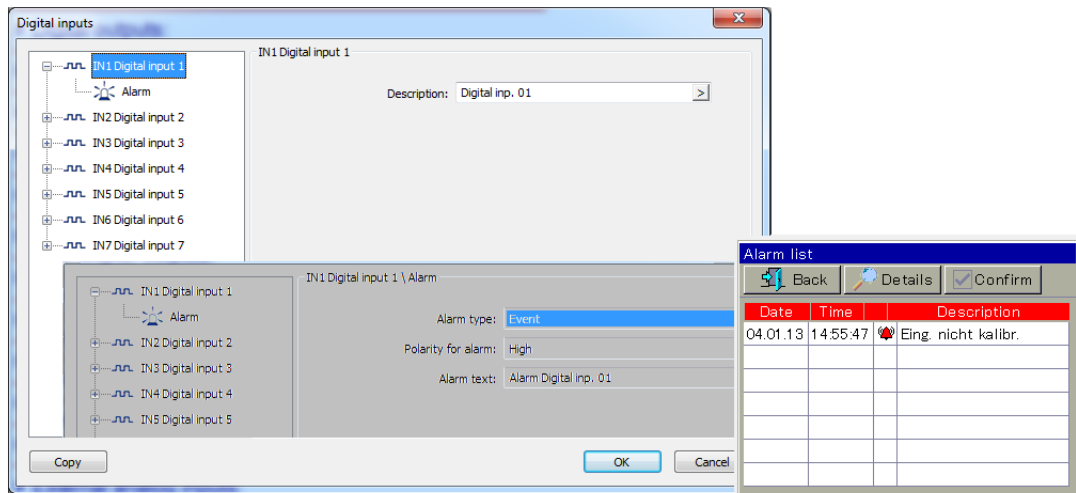 Digital inputs
IN1 Digital input 1
Alarm
IN2 Digital input 2
IN3 Digital input 3
IN4 Digital input 4
IN5 Digital input 5
IN6 Digital input 6
IN7 Digital input 7
IN1 Digital input 1
Description: Digital inp. 01 >
IN1 Digital input 1
Alarm
IN2 Digital input 2
IN3 Digital input 3
IN4 Digital input 4
IN5 Digital input 5
IN1 Digital input 1 \ Alarm
Alarm type: Event
Polarity for alarm: High
Alarm text: Alarm Digital inp. 01
Copy OK Cancel
Alarm list
Back Details Confirm
Date Time Description
04.01.13 14:55:47 Eing. nicht kalibr.